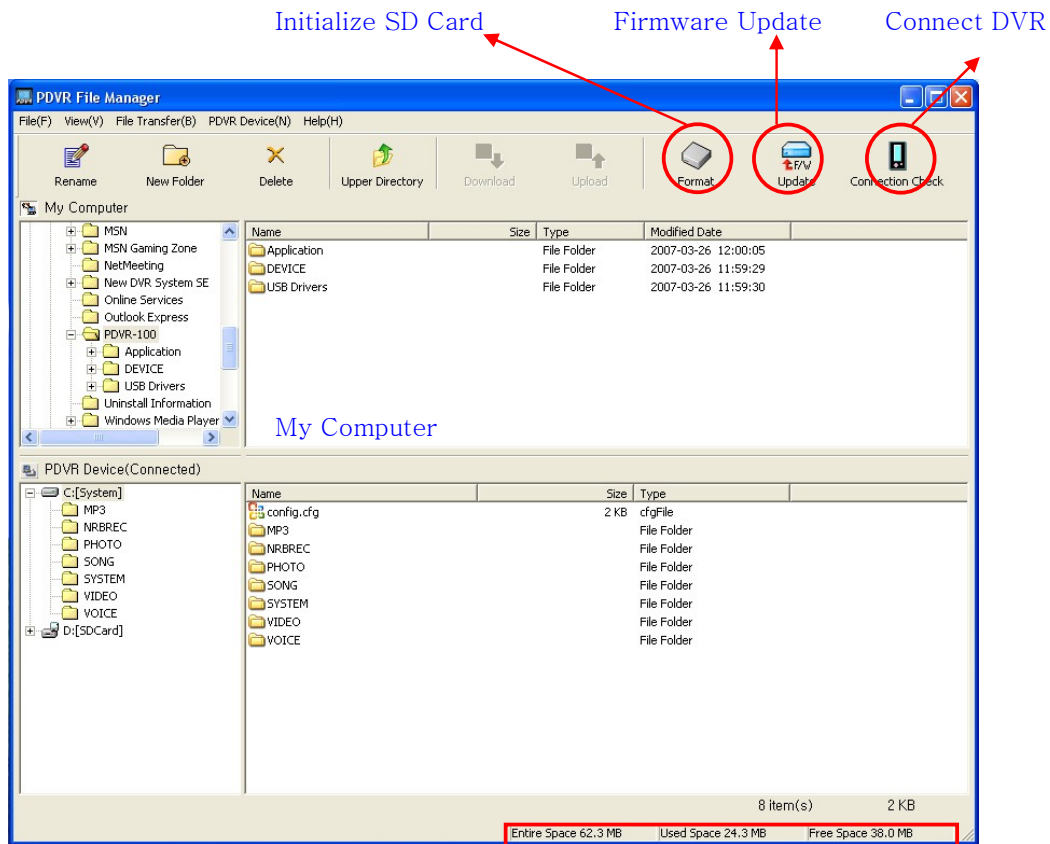 Initialize SD Card Firmware Update Connect DVR
PDVR File Manager
File(F) View(V) File Transfer(B) PDVR Device(N) Help(H)
F/W
Rename New Folder Delete Upper Directory Download Upload Format Update Connection Check
My Computer
MSN
MSN Gaming Zone
NetMeeting
New DVR System SE
Online Services
Outlook Express
PDVR-100
Application
DEVICE
USB Drivers
Uninstall Information
Windows Media Player
Name Size Type Modified Date
Application File Folder 2007-03-26 12:00:05
DEVICE File Folder 2007-03-26 11:59:29
USB Drivers File Folder 2007-03-26 11:59:30
My Computer
PDVR Device(Connected)
C:[System]
MP3
NRBREC
PHOTO
SONG
SYSTEM
VIDEO
VOICE
D:[SDCard]
Name Size Type
config.cfg 2 KB cfgFile
MP3 File Folder
NRBREC File Folder
PHOTO File Folder
SONG File Folder
SYSTEM File Folder
VIDEO File Folder
VOICE File Folder
8 item(s) 2 KB
Entire Space 62.3 MB Used Space 24.3 MB Free Space 38.0 MB